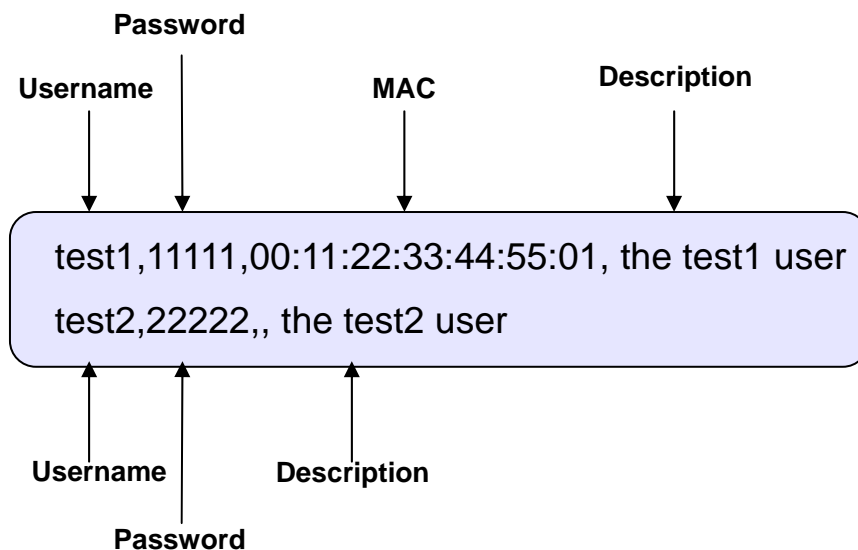 Password
Username MAC Description
test1,11111,00:11:22:33:44:55:01, the test1 user
test2,22222,, the test2 user
Username Description
Password